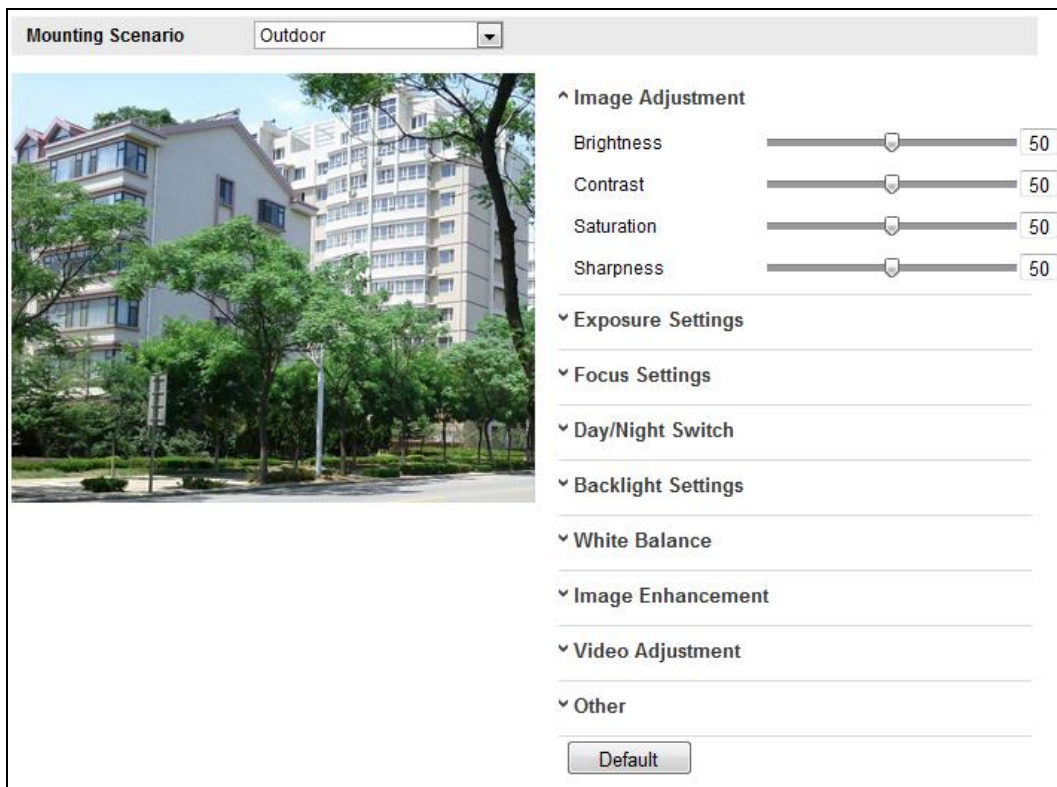 Mounting Scenario Outdoor
Image Adjustment
Brightness 50
Contrast 50
Saturation 50
Sharpness 50
Exposure Settings
Focus Settings
Day/Night Switch
Backlight Settings
White Balance
Image Enhancement
Video Adjustment
Other
Default